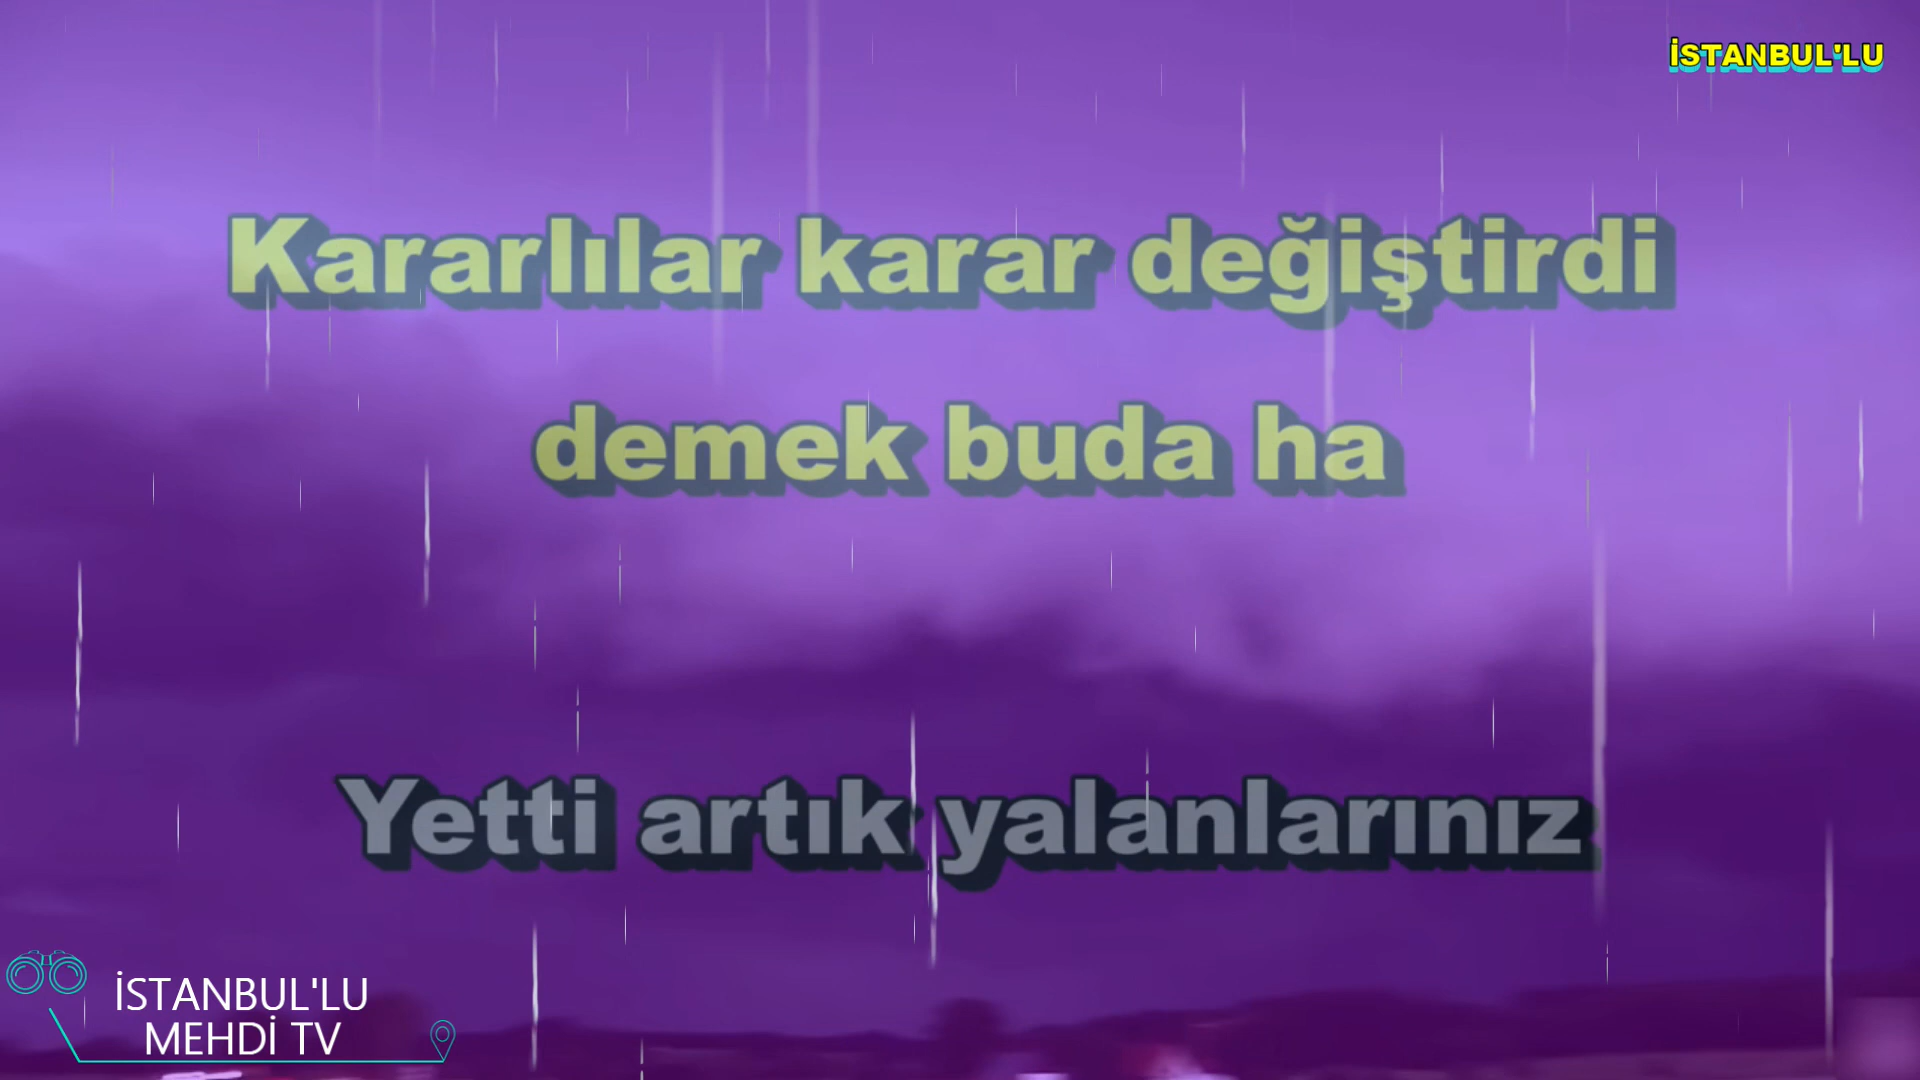 İSTANBUL'LU
Kararlılar karar değiştirdi
demek buda ha
Yetti artık yalanlarınız
İSTANBUL'LU
MEHDİ TV